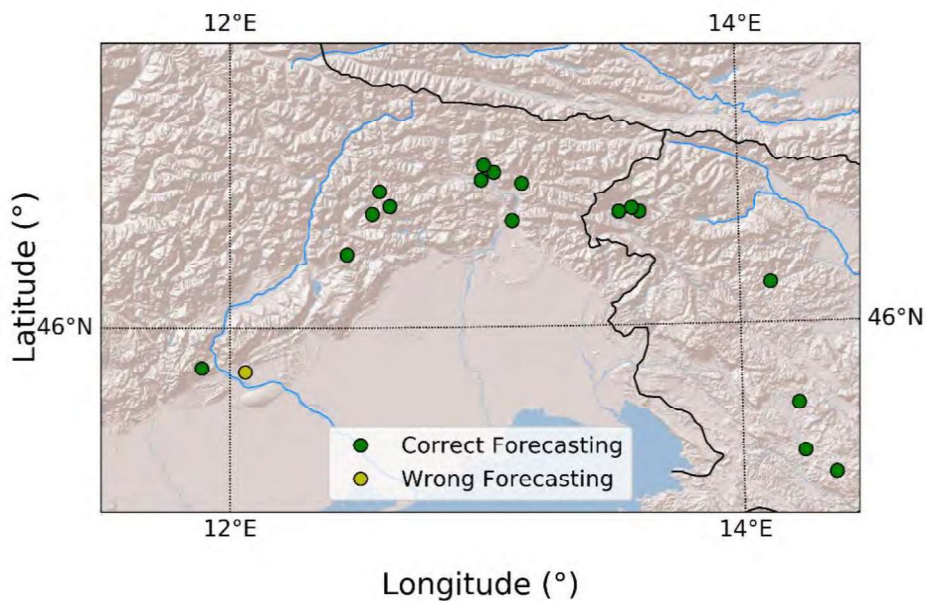 12°E 14°E
Latitude (°)
46°N 46°N
Correct Forecasting
Wrong Forecasting
12°E 14°E
Longitude (°)